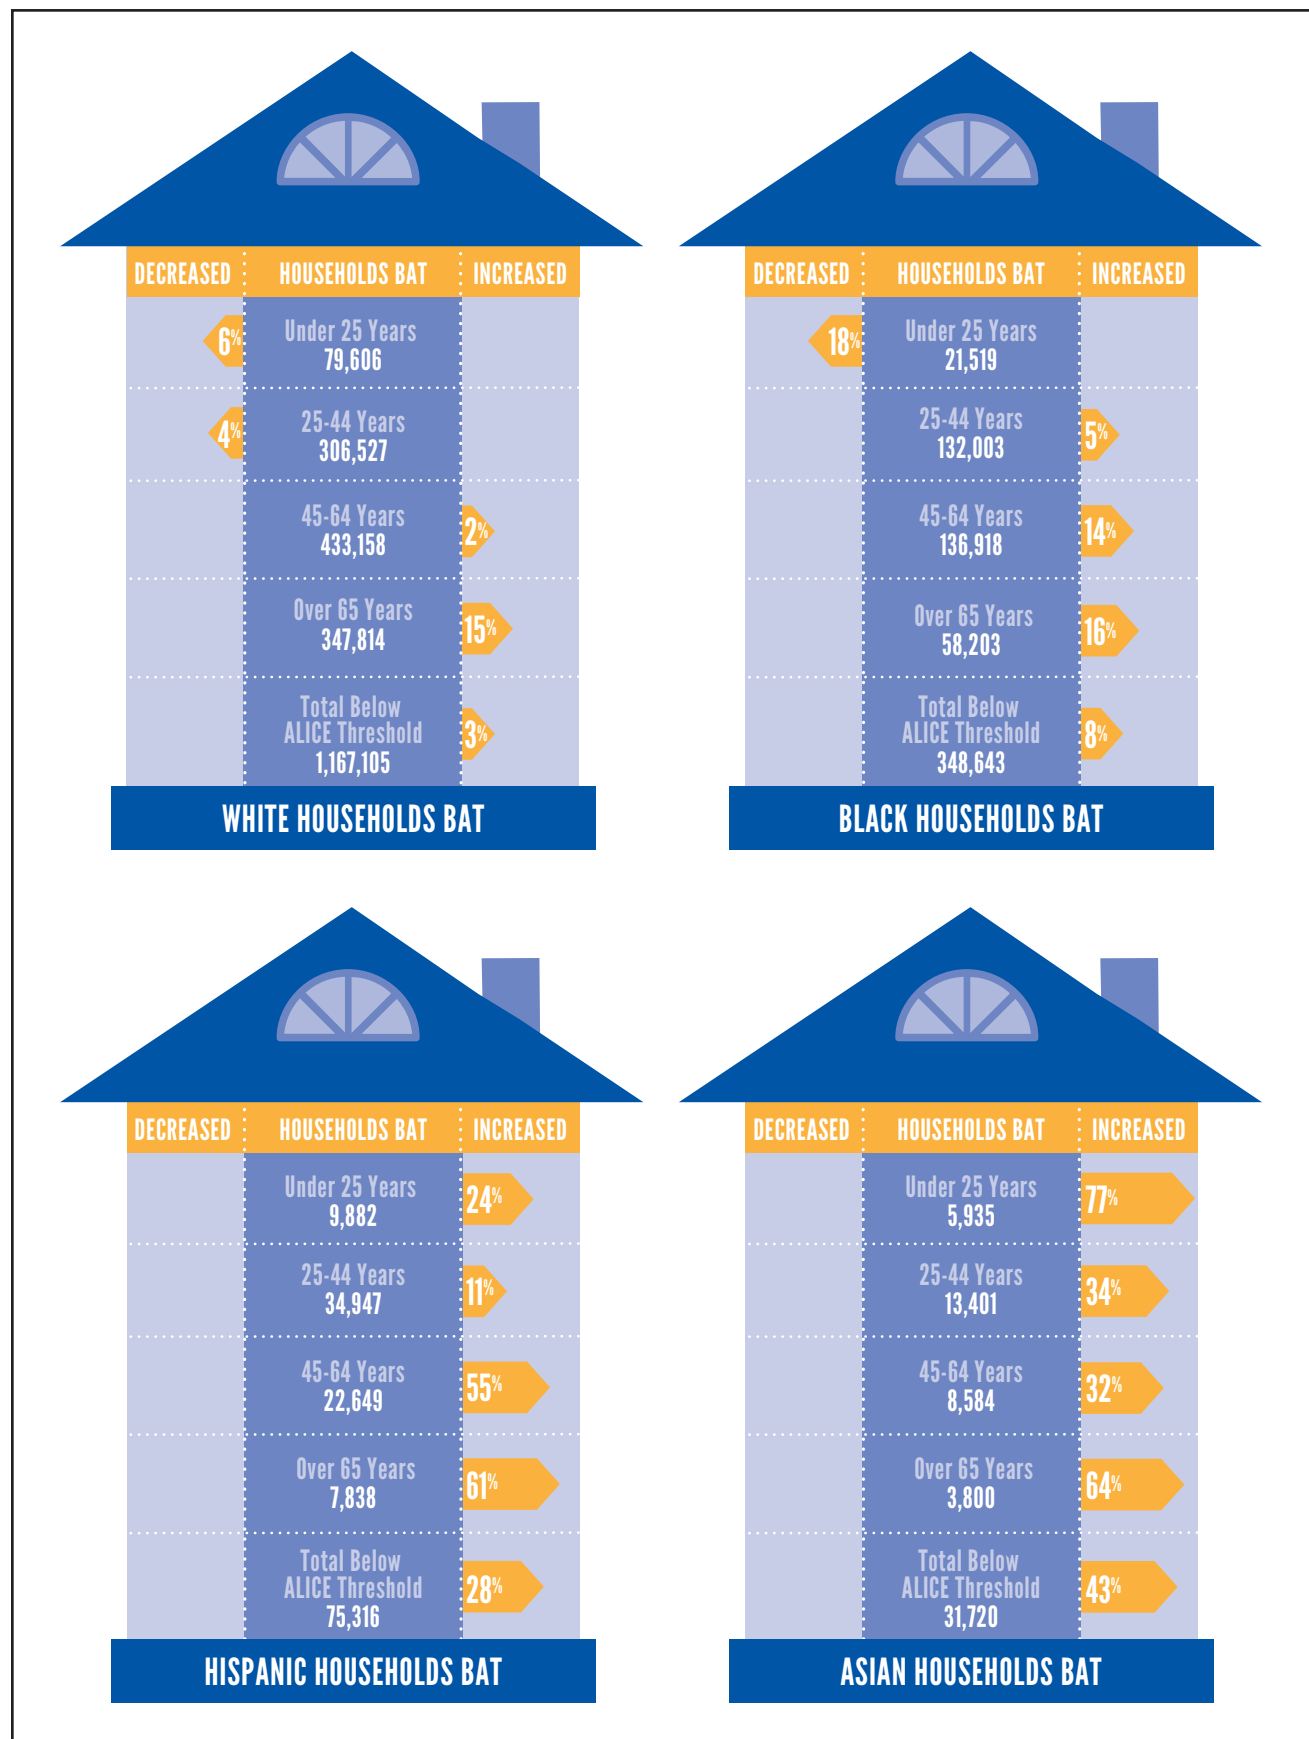 DECREASED HOUSEHOLDS BAT INCREASED
6% Under 25 Years
79,606
4% 25-44 Years
306,527
45-64 Years 2%
433,158
Over 65 Years 15%
347,814
Total Below
ALICE Threshold 3%
1,167,105
WHITE HOUSEHOLDS BAT
DECREASED HOUSEHOLDS BAT INCREASED
18% Under 25 Years
21,519
25-44 Years 5%
132,003
45-64 Years 14%
136,918
Over 65 Years 16%
58,203
Total Below
ALICE Threshold 8%
348,643
BLACK HOUSEHOLDS BAT
DECREASED HOUSEHOLDS BAT INCREASED
Under 25 Years 24%
9,882
25-44 Years 11%
34,947
45-64 Years 55%
22,649
Over 65 Years 61%
7,838
Total Below
ALICE Threshold 28%
75,316
HISPANIC HOUSEHOLDS BAT
DECREASED HOUSEHOLDS BAT INCREASED
Under 25 Years 77%
5,935
25-44 Years 34%
13,401
45-64 Years 32%
8,584
Over 65 Years 64%
3,800
Total Below
ALICE Threshold 43%
31,720
ASIAN HOUSEHOLDS BAT